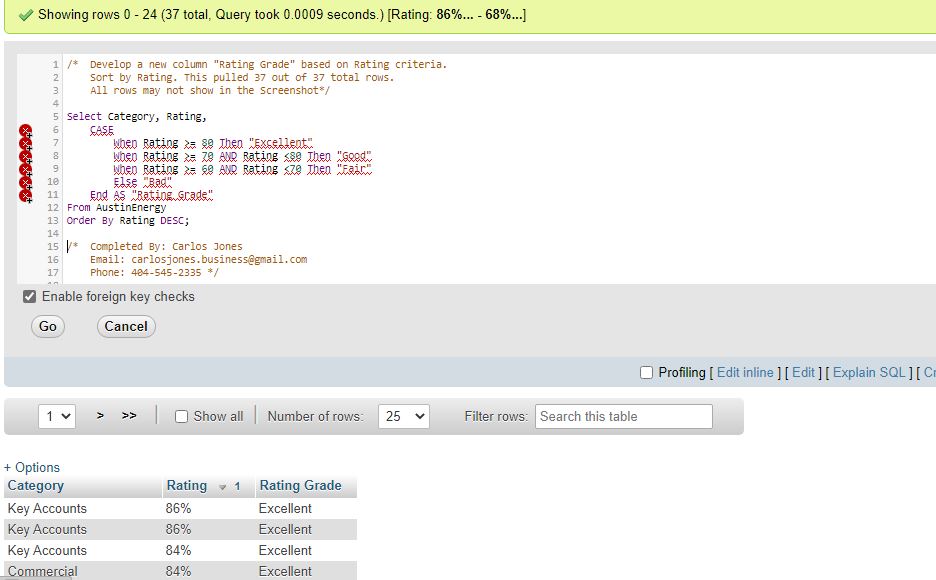 Showing rows 0 - 24 (37 total, Query took 0.0009 seconds.) [Rating: 86%... - 68%...]
1 /* Develop a new column "Rating Grade" based on Rating criteria.
2 Sort by Rating. This pulled 37 out of 37 total rows.
3 All rows may not show in the Screenshot*/
4
5 Select Category, Rating,
6 CASE
7 When Rating >= 80 Then "Excellent"
8 When Rating >= 70 AND Rating <80 Then "Good"
9 When Rating >= 60 AND Rating <70 Then "Fair"
10 Else "Bad"
11 End AS "Rating Grade"
12 From AustinEnergy
13 Order By Rating DESC;
14
15 /* Completed By: Carlos Jones
16 Email: carlosjones.business@gmail.com
17 Phone: 404-545-2335 */
Enable foreign key checks
Go Cancel
Profiling [ Edit inline ] [ Edit ] [ Explain SQL ] [ Cr
1 > >> Show all Number of rows: 25 Filter rows: Search this table
+ Options
Category Rating 1 Rating Grade
Key Accounts 86% Excellent
Key Accounts 86% Excellent
Key Accounts 84% Excellent
Commercial 84% Excellent